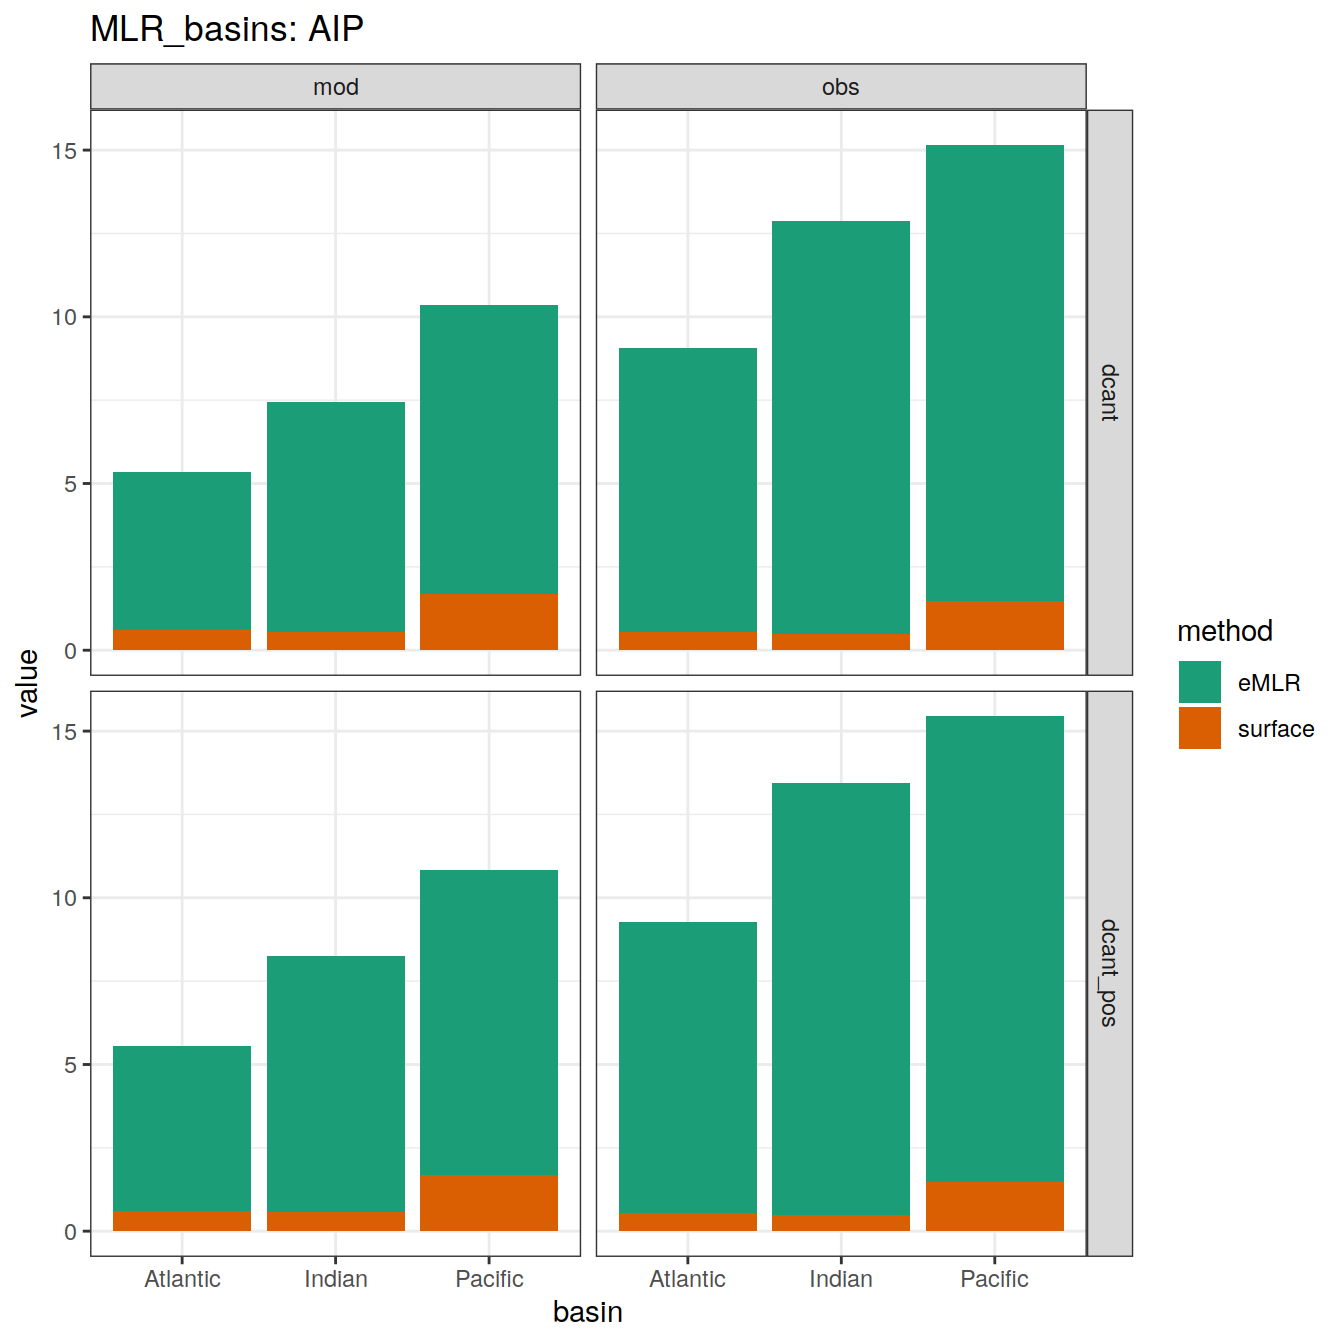 MLR_basins: AIP
mod
obs
15
10
5
0
dcant
15
10
5
0
dcant_pos
value
Atlantic
Indian
Pacific
Atlantic
Indian
Pacific
basin
method
eMLR
surface